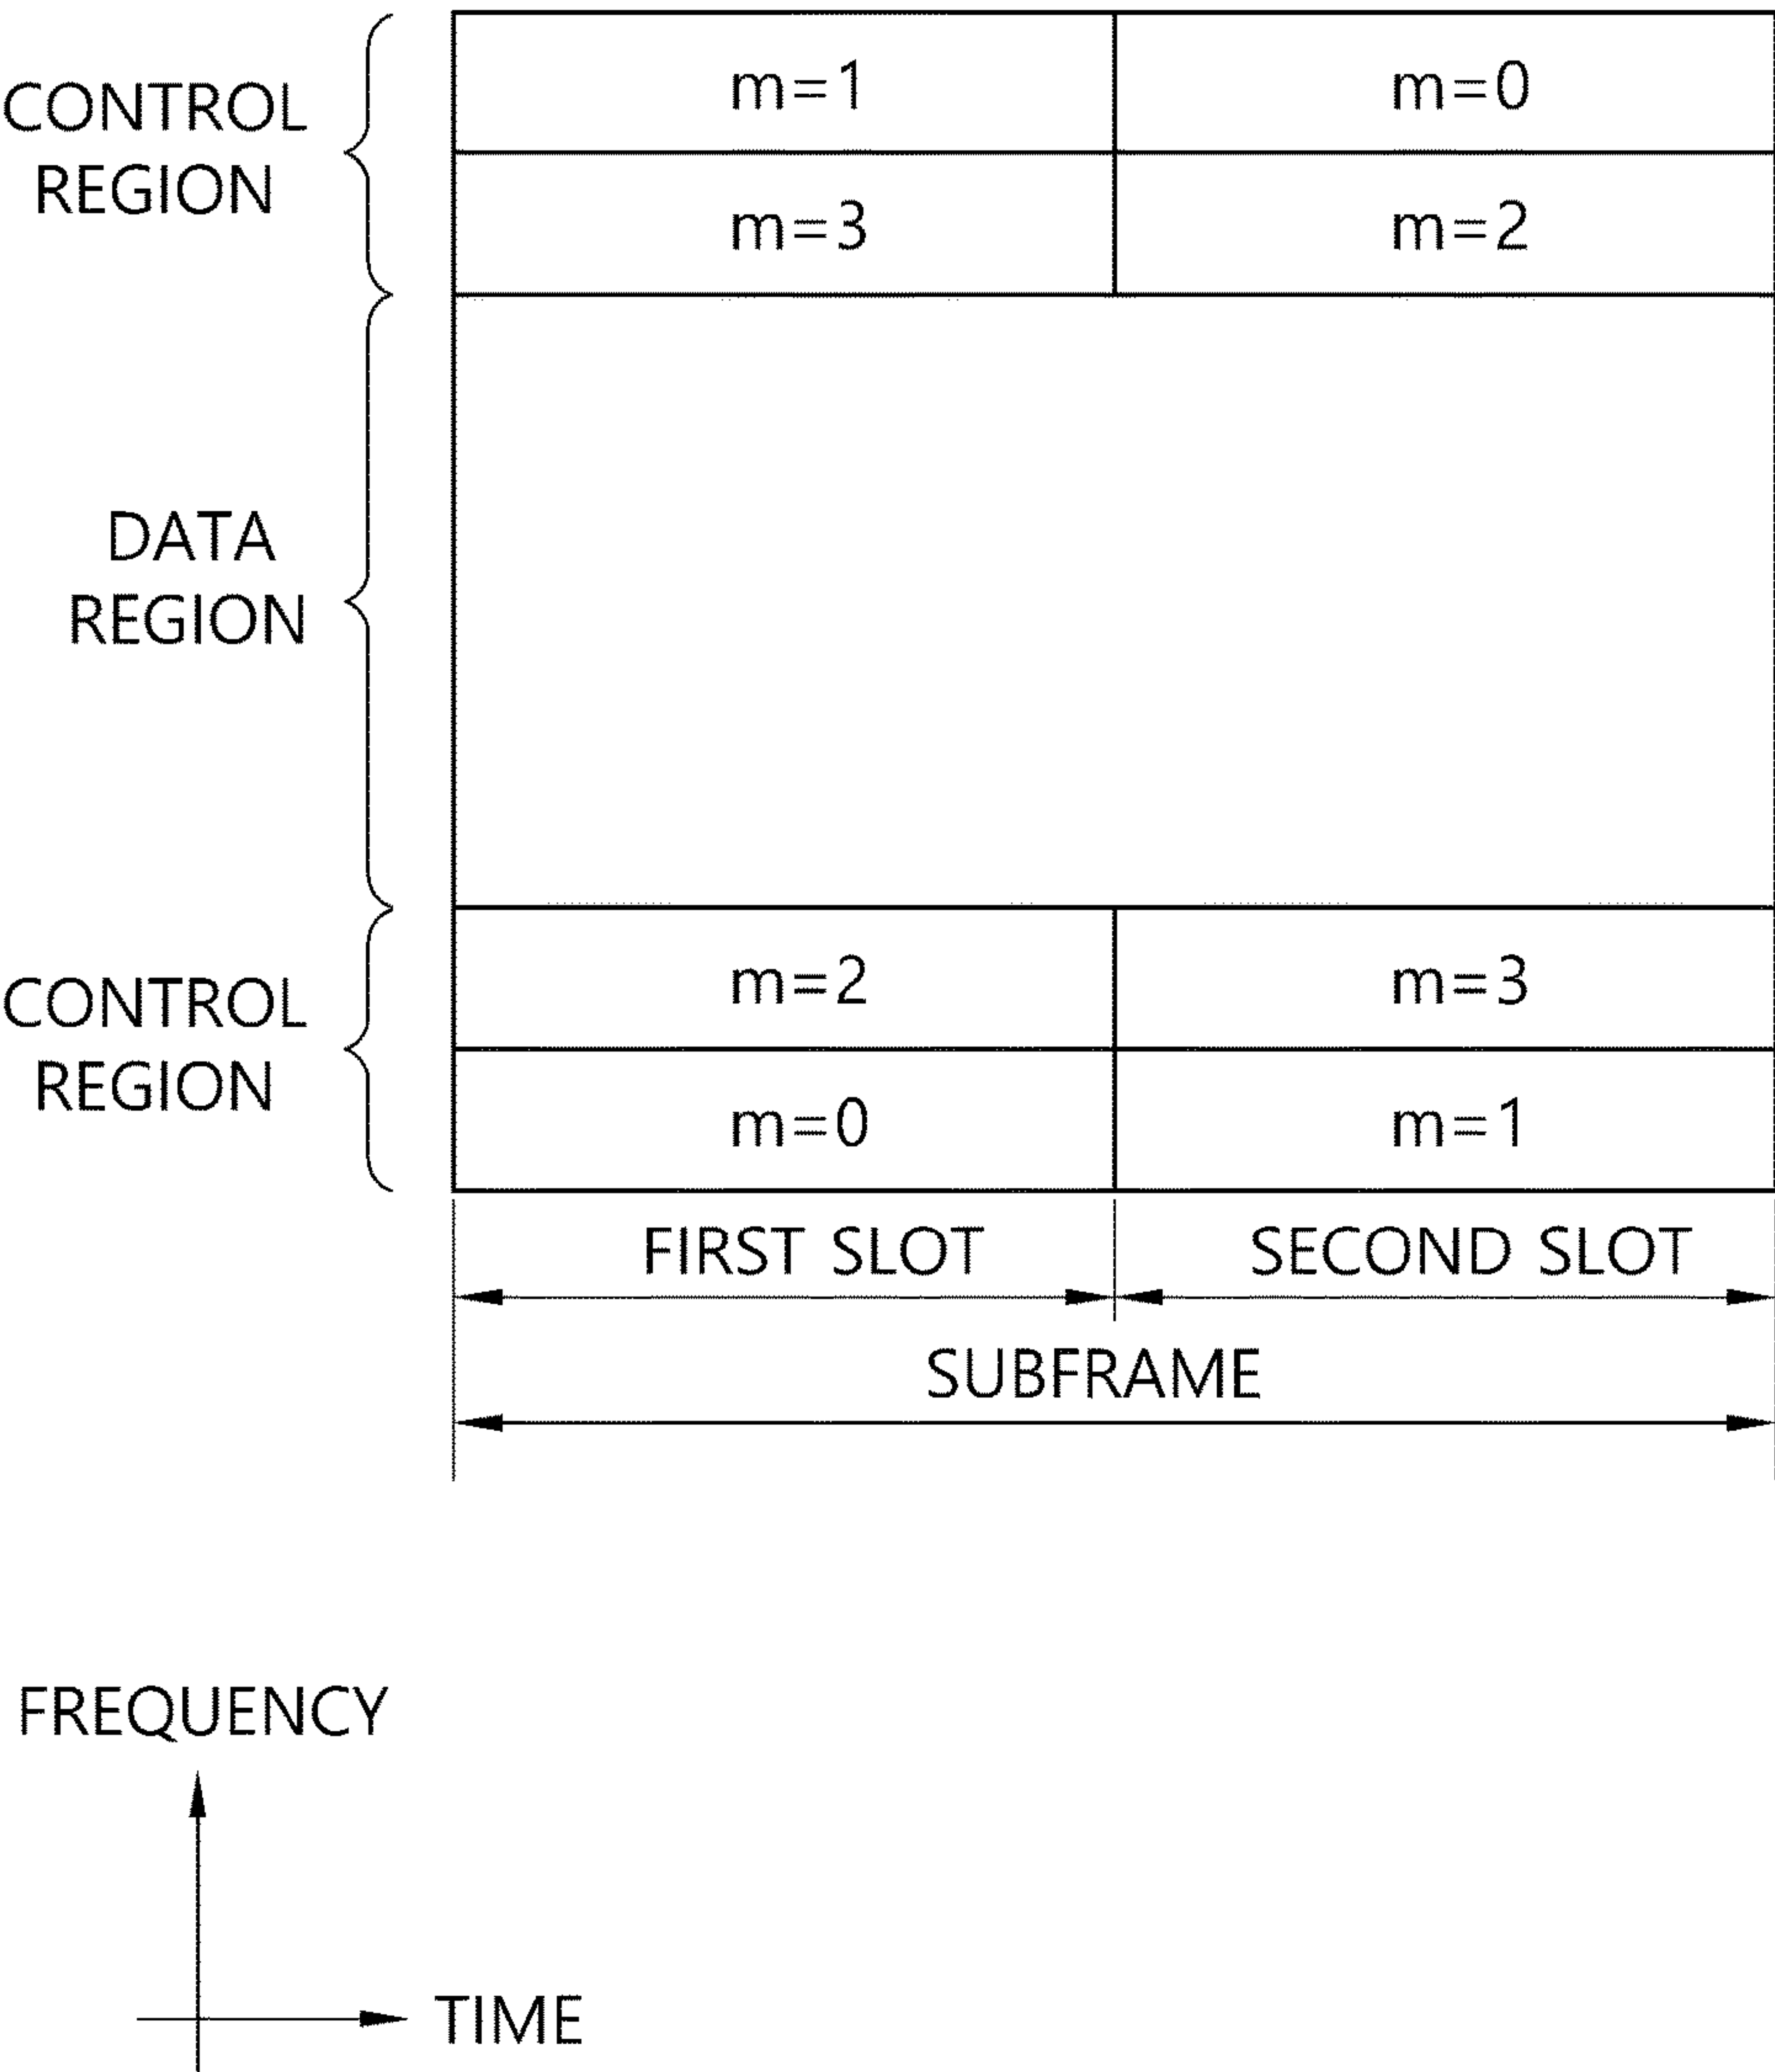 CONTROL
REGION
m=1
m=0
m=3
m=2
DATA
REGION
CONTROL
REGION
m=2
m=3
m=0
m=1
FIRST SLOT
SECOND SLOT
SUBFRAME
FREQUENCY
TIME